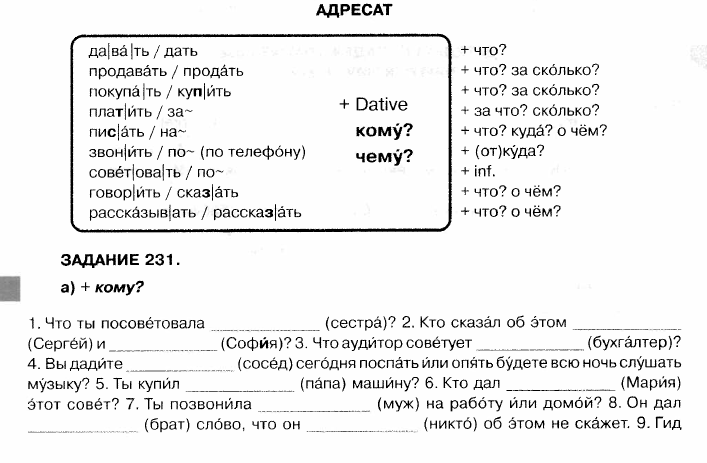 АДРЕСАТ
да|ва́|ть / дать + что?
продава́ть / прода́ть + что? за ско́лько?
покупа́|ть / куп|и́ть + что? за ско́лько?
плат|и́ть / за~ + Dative + за что? ско́лько?
пис|а́ть / на~ кому́? + что? куда́? о чём?
звон|и́ть / по~ (по телефо́ну) чему́? + (от)ку́да?
сове́т|ова|ть / по~ + inf.
говор|и́ть / сказ|а́ть + что? о чём?
расска́зыв|ать / рассказ|а́ть + что? о чём?
ЗАДАНИЕ 231.
а) + кому?
1. Что ты посове́товала ____________ (сестра́)? 2. Кто сказа́л об э́том ____________
(Серге́й) и ____________ (Софи́я)? 3. Что ауди́тор сове́тует ____________ (бухга́лтер)?
4. Вы дади́те ____________ (сосе́д) сего́дня поспа́ть и́ли опя́ть бу́дете всю ночь слу́шать
му́зыку? 5. Ты купи́л ____________ (па́па) маши́ну? 6. Кто дал ____________ (Мари́я)
э́тот сове́т? 7. Ты позвони́ла ____________ (муж) на рабо́ту и́ли домо́й? 8. Он дал
____________ (брат) сло́во, что он ____________ (никто́) об э́том не ска́жет. 9. Гид